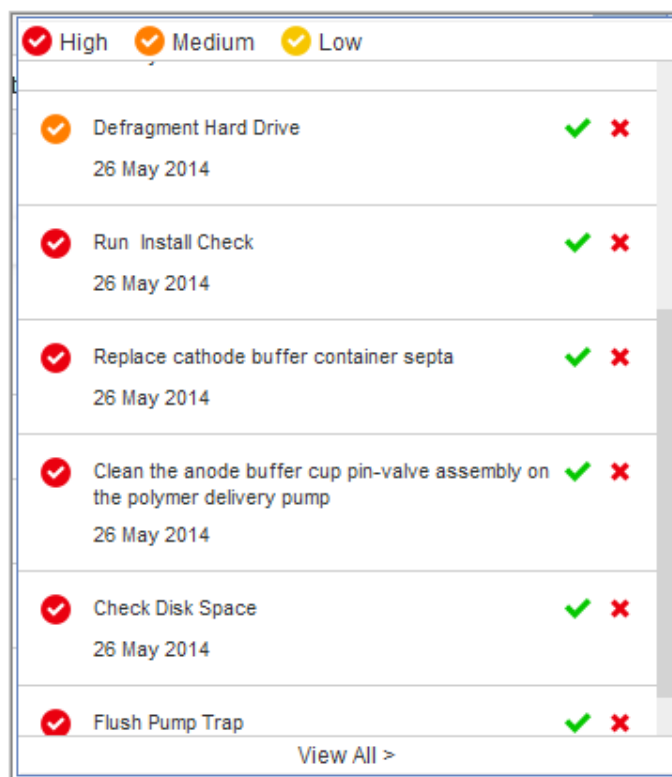 High Medium Low
Defragment Hard Drive
26 May 2014
Run Install Check
26 May 2014
Replace cathode buffer container septa
26 May 2014
Clean the anode buffer cup pin-valve assembly on
the polymer delivery pump
26 May 2014
Check Disk Space
26 May 2014
Flush Pump Trap
View All >